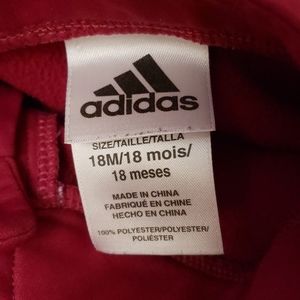 adidas
SIZE/TAILLE/TALLA
18M/18 mois/
18 meses
MADE IN CHINA
FABRIQUÉ EN CHINE
HECHO EN CHINA
100% POLYESTER/POLYESTER/
POLIÉSTER